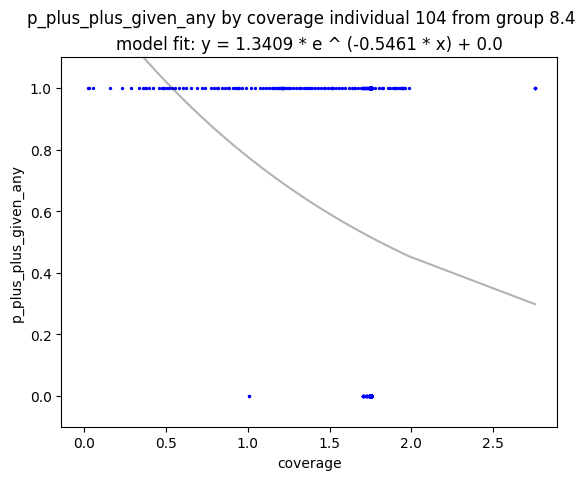 p_plus_plus_given_any by coverage individual 104 from group 8.4
model fit: y = 1.3409 * e ^ (-0.5461 * x) + 0.0
1.0
0.8
0.6
0.4
0.2
0.0
p_plus_plus_given_any
0.0 0.5 1.0 1.5 2.0 2.5
coverage